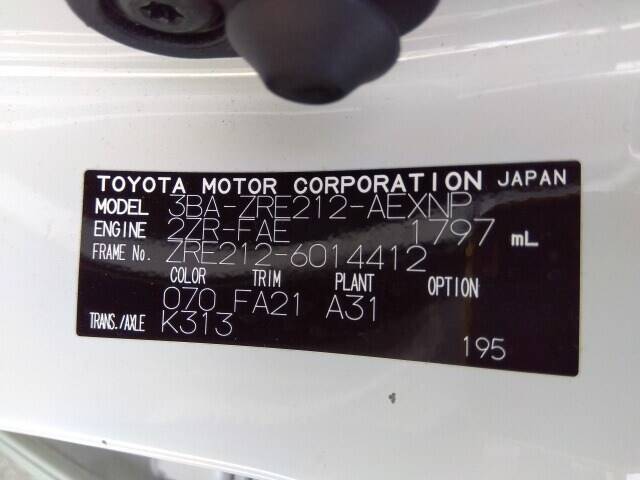 TOYOTA MOTOR CORPORATION JAPAN
MODEL 3BA-ZRE212-AEXNP
ENGINE 2ZR-FAE 1797 mL
FRAME No. ZRE212-6014412
COLOR TRIM PLANT OPTION
070 FA21 A31
TRANS./AXLE K313
195